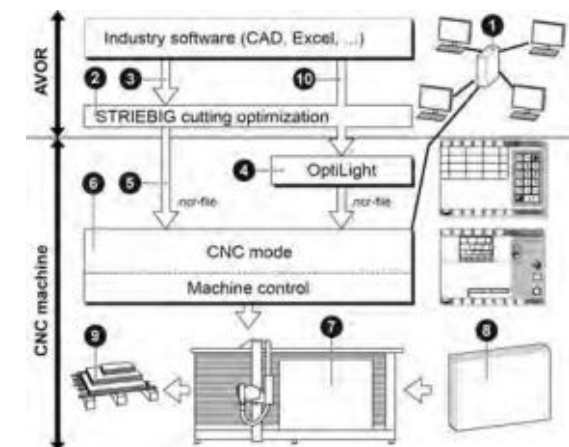 Industry software (CAD, Excel, ...)
1
AVOR
2
3
10
STRIEBIG cutting optimization
4
OptiLight
5
6
.ncr-file
.ncr-file
CNC mode
Machine control
CNC machine
7
8
9